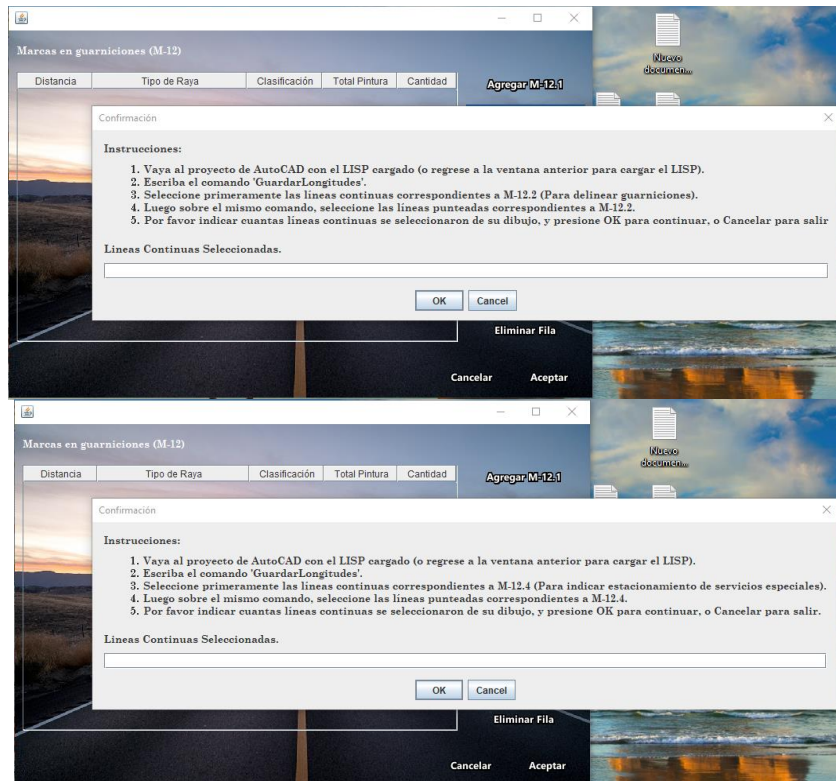 Marcas en guarniciones (M-12)
Nuevo
documen...
Distancia Tipo de Raya Clasificación Total Pintura Cantidad Agregar M-12.1
Confirmación
Instrucciones:
1. Vaya al proyecto de AutoCAD con el LISP cargado (o regrese a la ventana anterior para cargar el LISP).
2. Escriba el comando 'GuardarLongitudes'.
3. Seleccione primeramente las líneas continuas correspondientes a M-12.2 (Para delinear guarniciones).
4. Luego sobre el mismo comando, seleccione las líneas punteadas correspondientes a M-12.2.
5. Por favor indicar cuantas líneas continuas se seleccionaron de su dibujo, y presione OK para continuar, o Cancelar para salir
Lineas Continuas Seleccionadas.
OK Cancel
Eliminar Fila
Cancelar Aceptar
Marcas en guarniciones (M-12)
Nuevo
documen...
Distancia Tipo de Raya Clasificación Total Pintura Cantidad Agregar M-12.1
Confirmación
Instrucciones:
1. Vaya al proyecto de AutoCAD con el LISP cargado (o regrese a la ventana anterior para cargar el LISP).
2. Escriba el comando 'GuardarLongitudes'.
3. Seleccione primeramente las líneas continuas correspondientes a M-12.4 (Para indicar estacionamiento de servicios especiales).
4. Luego sobre el mismo comando, seleccione las líneas punteadas correspondientes a M-12.4.
5. Por favor indicar cuantas líneas continuas se seleccionaron de su dibujo, y presione OK para continuar, o Cancelar para salir.
Lineas Continuas Seleccionadas.
OK Cancel
Eliminar Fila
Cancelar Aceptar